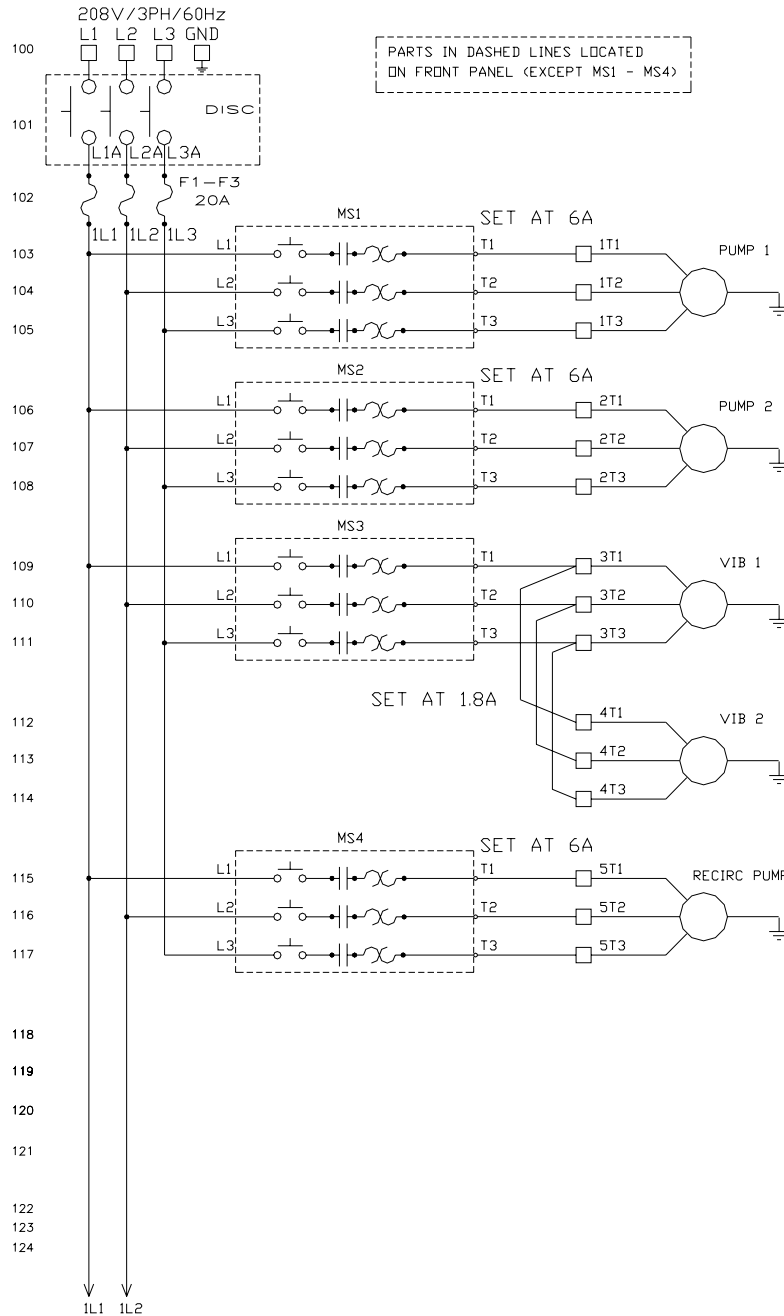 208V/3PH/60Hz
L1 L2 L3 GND
100
PARTS IN DASHED LINES LOCATED
ON FRONT PANEL (EXCEPT MS1 - MS4)
DISC
101
L1A L2A L3A
F1-F3
20A
102
1L1 1L2 1L3
MS1
SET AT 6A
103 L1 T1 1T1 PUMP 1
104 L2 T2 1T2
105 L3 T3 1T3
MS2
SET AT 6A
106 L1 T1 2T1 PUMP 2
107 L2 T2 2T2
108 L3 T3 2T3
MS3
109 L1 T1 3T1 VIB 1
110 L2 T2 3T2
111 L3 T3 3T3
SET AT 1.8A
112 4T1 VIB 2
113 4T2
114 4T3
MS4
SET AT 6A
115 L1 T1 5T1 RECIRC PUMP
116 L2 T2 5T2
117 L3 T3 5T3
118
119
120
121
122
123
124
1L1 1L2